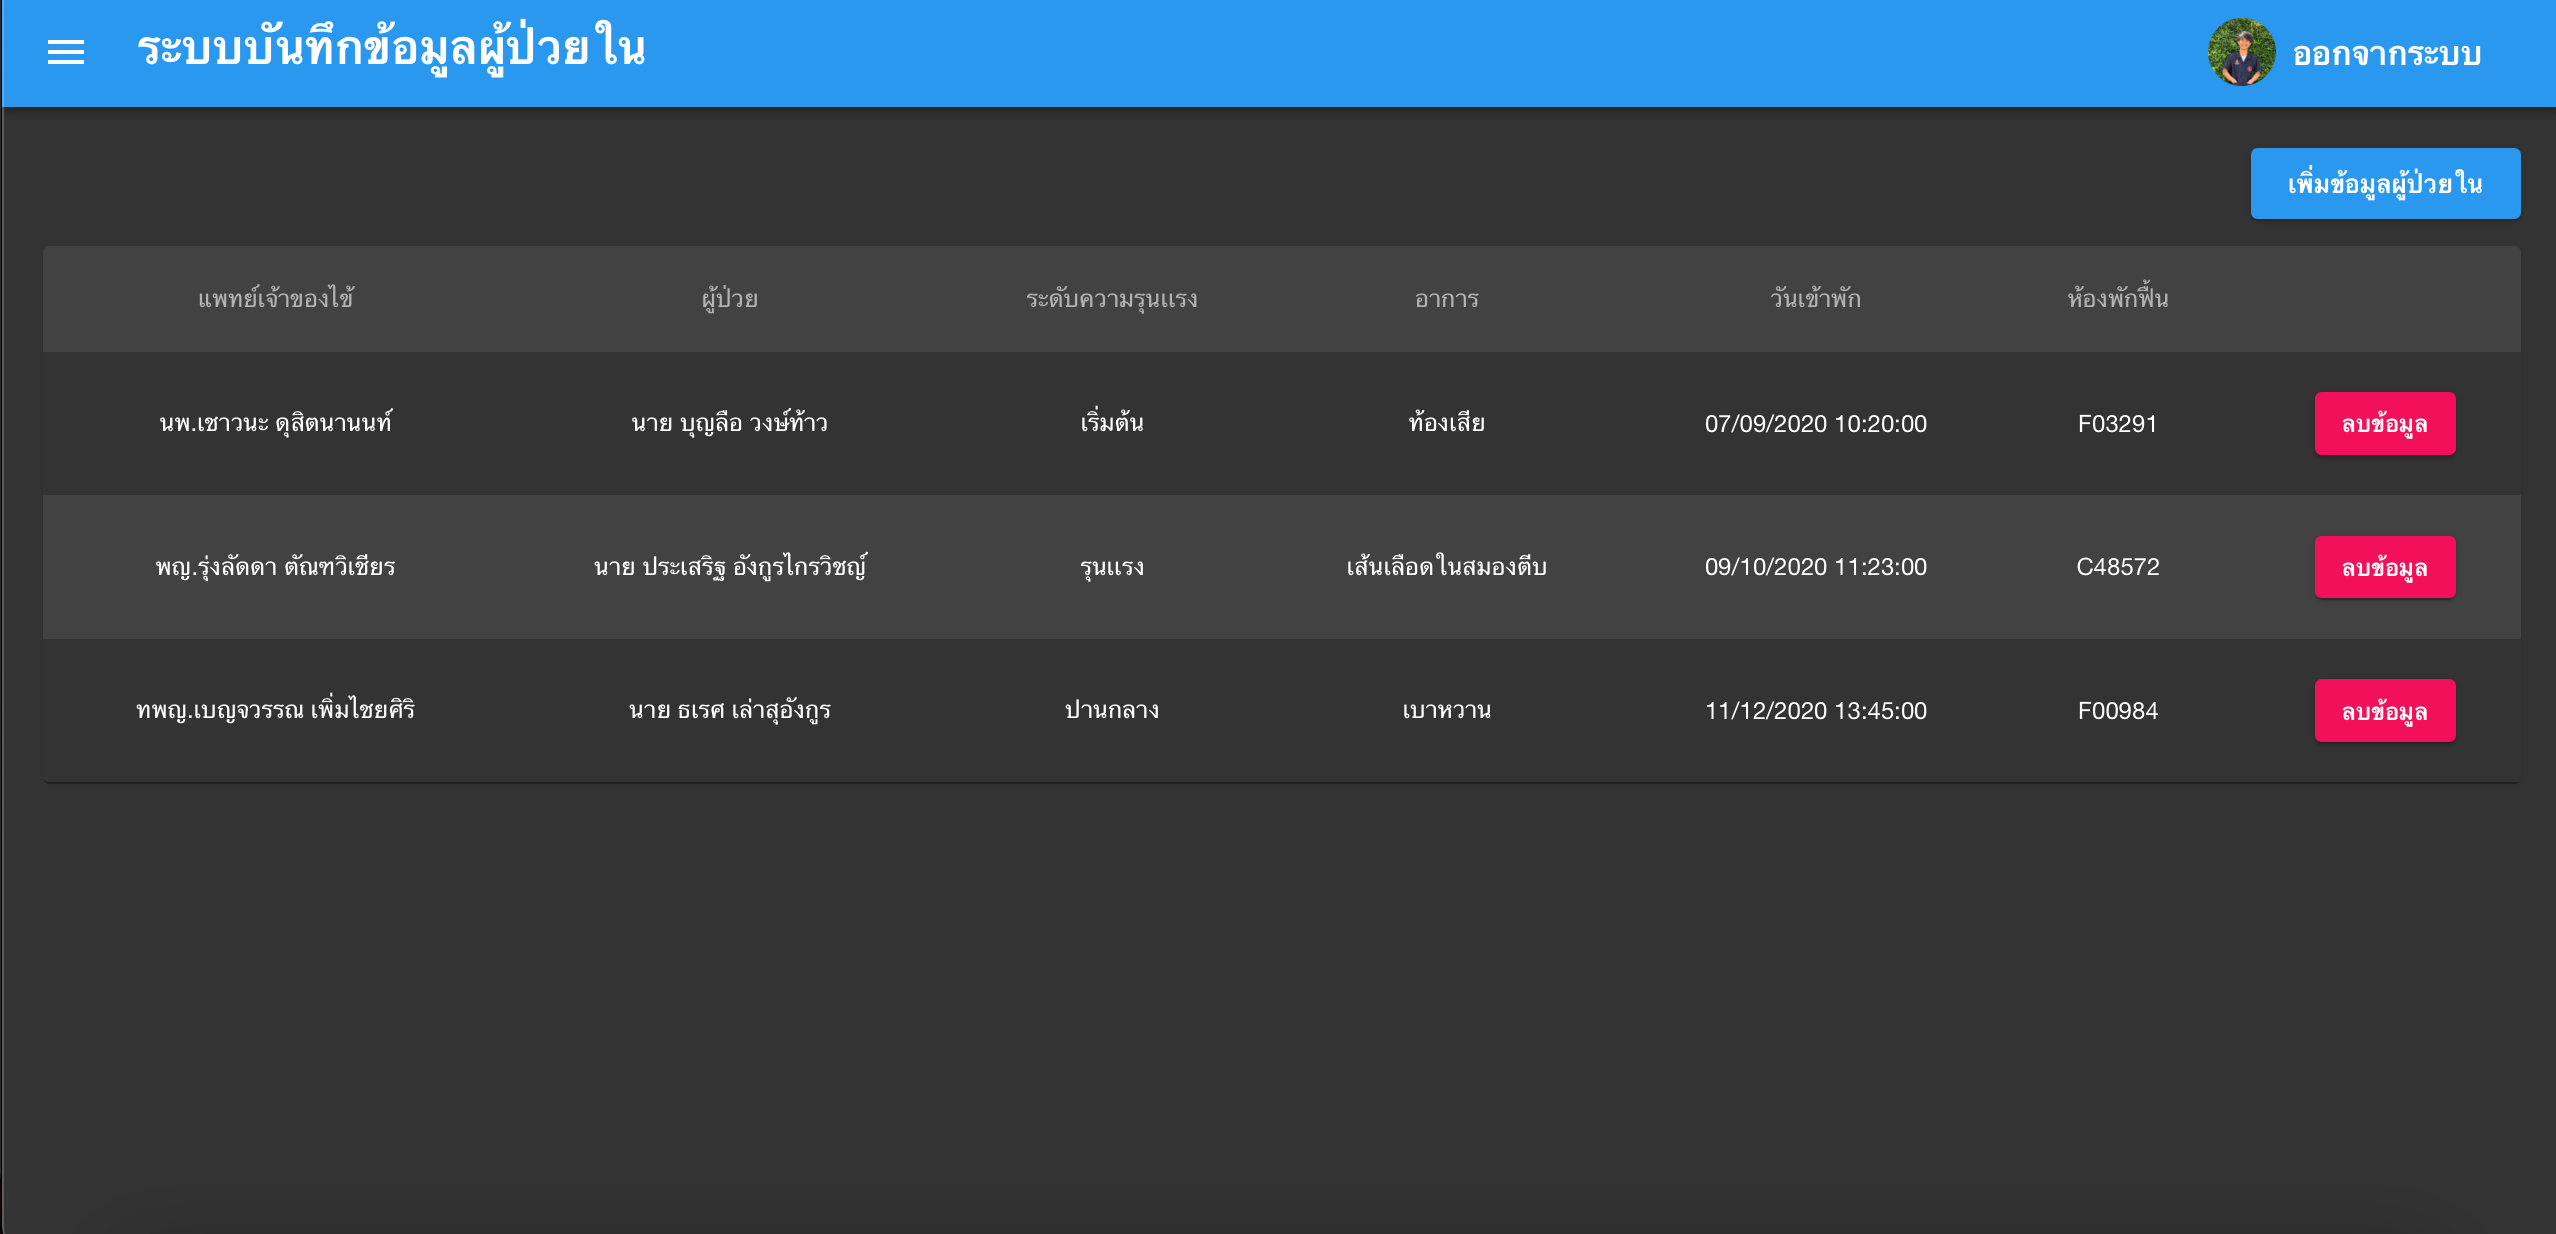 ระบบบันทึกข้อมูลผู้ป่วยใน
ออกจากระบบ
เพิ่มข้อมูลผู้ป่วยใน
แพทย์เจ้าของไข้ ผู้ป่วย ระดับความรุนแรง อาการ วันเข้าพัก ห้องพักฟื้น
นพ.เชาวนะ ดุสิตนานนท์ นาย บุญลือ วงษ์ท้าว เริ่มต้น ท้องเสีย 07/09/2020 10:20:00 F03291 ลบข้อมูล
พญ.รุ่งลัดดา ตัณฑวิเชียร นาย ประเสริฐ อังกูรไกรวิชญ์ รุนแรง เส้นเลือดในสมองตีบ 09/10/2020 11:23:00 C48572 ลบข้อมูล
ทพญ.เบญจวรรณ เพิ่มไชยศิริ นาย ธเรศ เล่าสุอังกูร ปานกลาง เบาหวาน 11/12/2020 13:45:00 F00984 ลบข้อมูล